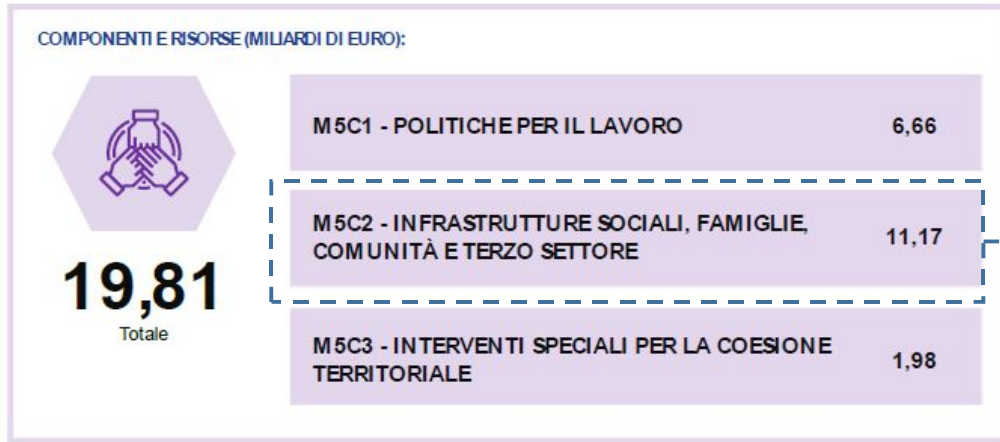 COMPONENTI E RISORSE (MILIARDI DI EURO):
M5C1 - POLITICHE PER IL LAVORO 6,66
M5C2 - INFRASTRUTTURE SOCIALI, FAMIGLIE,
COMUNITÀ E TERZO SETTORE 11,17
19,81
Totale
M5C3 - INTERVENTI SPECIALI PER LA COESIONE
TERRITORIALE 1,98